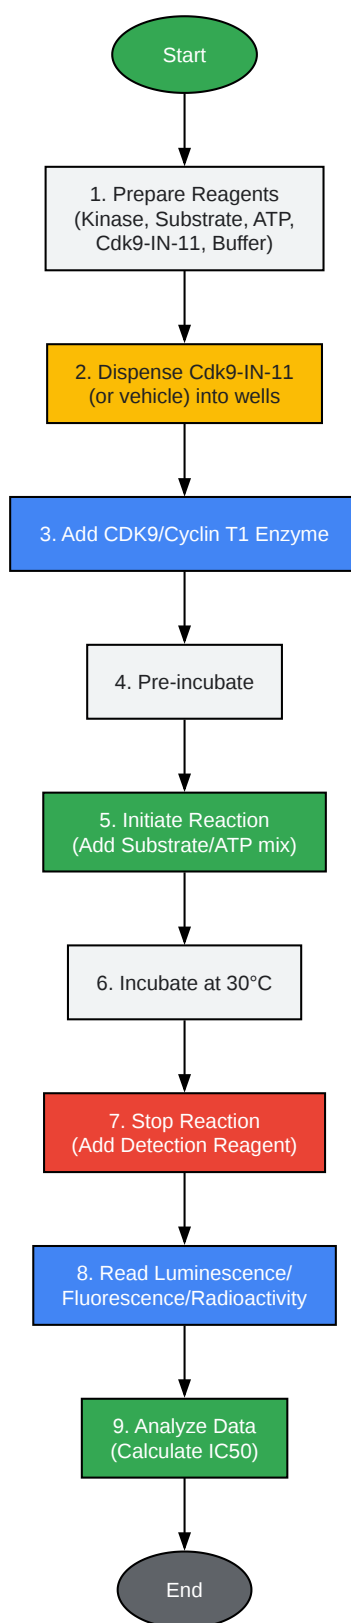 Start
1. Prepare Reagents
(Kinase, Substrate, ATP,
Cdk9-IN-11, Buffer)
2. Dispense Cdk9-IN-11
(or vehicle) into wells
3. Add CDK9/Cyclin T1 Enzyme
4. Pre-incubate
5. Initiate Reaction
(Add Substrate/ATP mix)
6. Incubate at 30°C
7. Stop Reaction
(Add Detection Reagent)
8. Read Luminescence/
Fluorescence/Radioactivity
9. Analyze Data
(Calculate IC50)
End